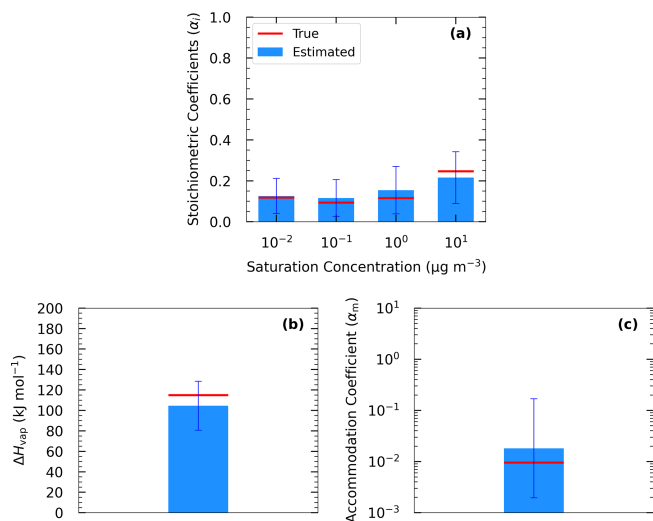 (a)
True
Estimated
Stoichiometric Coefficients (αᵢ)
1.0
0.8
0.6
0.4
0.2
0.0
10⁻² 10⁻¹ 10⁰ 10¹
Saturation Concentration (μg m⁻³)
(b)
ΔHvap (kJ mol⁻¹)
200
180
160
140
120
100
80
60
40
20
0
(c)
Accommodation Coefficient (αm)
10¹
10⁰
10⁻¹
10⁻²
10⁻³